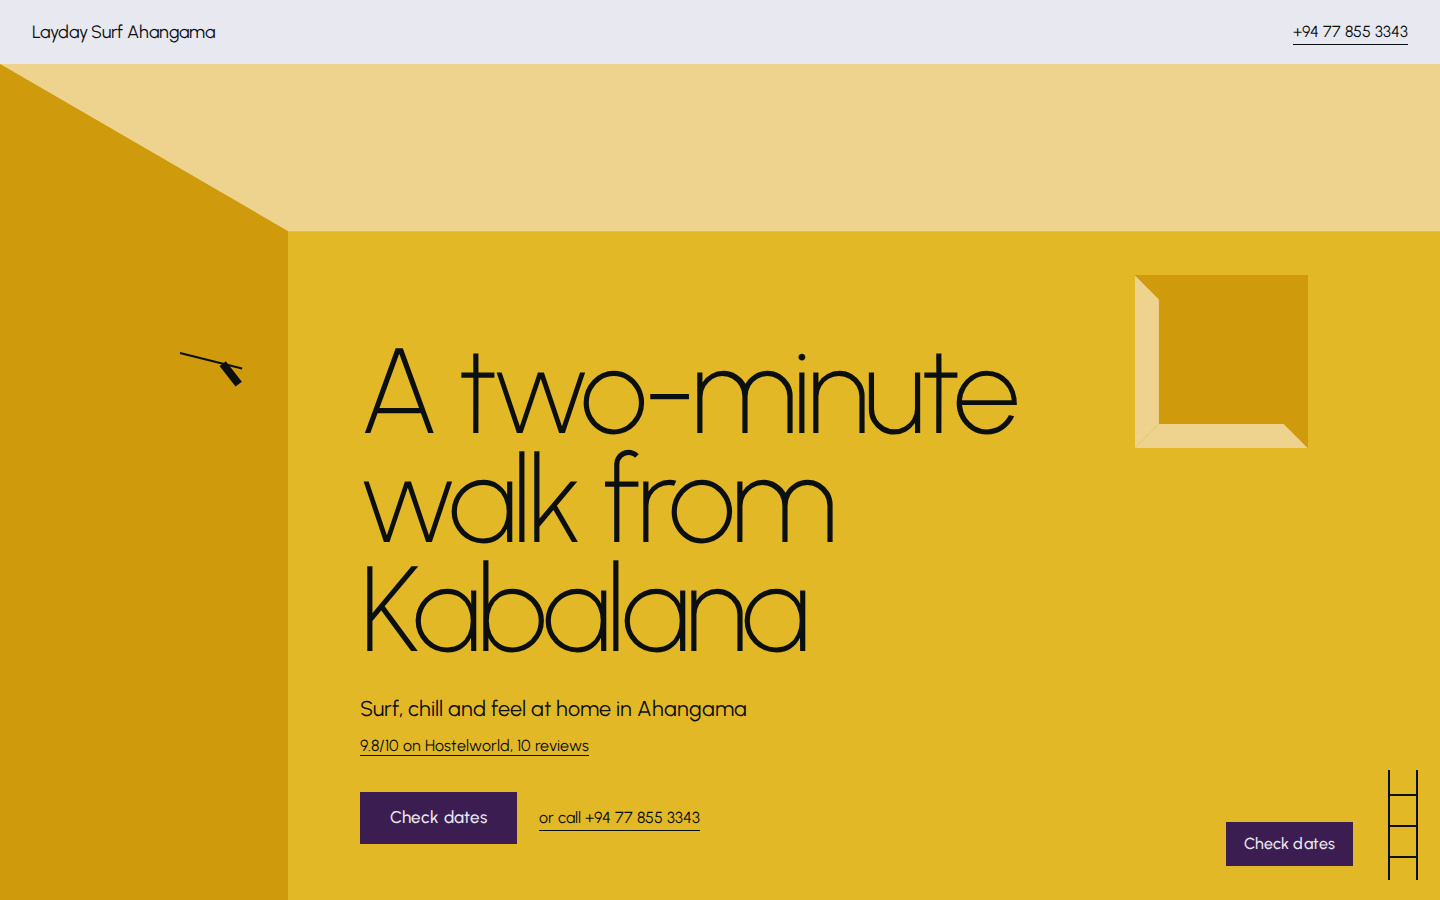 Layday Surf Ahangama
+94 77 855 3343
A two-minute
walk from
Kabalana
Surf, chill and feel at home in Ahangama
9.8/10 on Hostelworld, 10 reviews
Check dates
or call +94 77 855 3343
Check dates